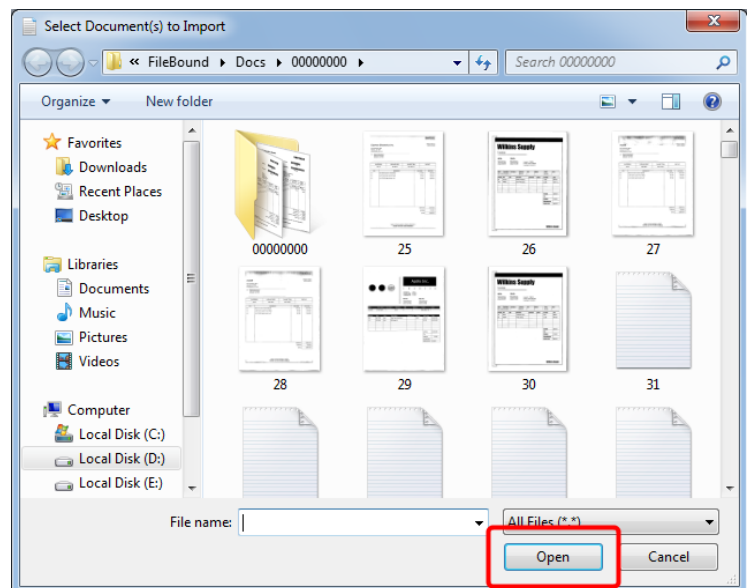 Select Document(s) to Import
« FileBound ▸ Docs ▸ 00000000 ▸
Search 00000000
Organize ▾ New folder
Favorites
Downloads
Recent Places
Desktop
Libraries
Documents
Music
Pictures
Videos
Computer
Local Disk (C:)
Local Disk (D:)
Local Disk (E:)
Wilkins Supply
00000000 25 26 27
Wilkins Supply
28 29 30 31
File name:
All Files (*.*)
Open Cancel